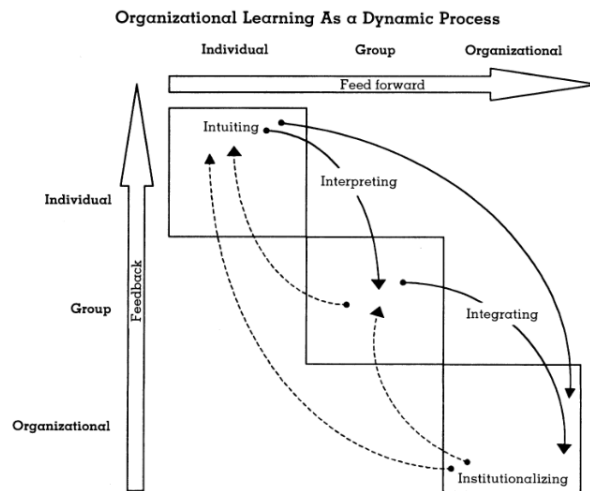 Organizational Learning As a Dynamic Process
Individual Group Organizational
Feed forward
Intuiting
Interpreting
Individual
Feedback
Group
Integrating
Organizational
Institutionalizing